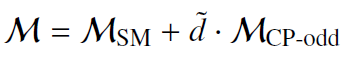 ℳ = ℳ_SM + d̃ · ℳ_CP-odd